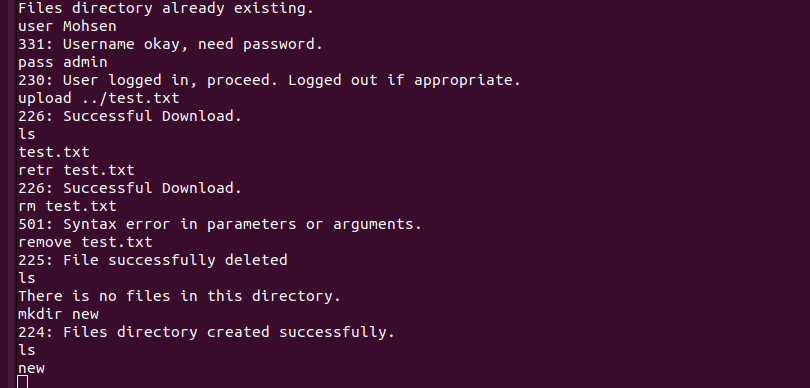 Files directory already existing.
user Mohsen
331: Username okay, need password.
pass admin
230: User logged in, proceed. Logged out if appropriate.
upload ../test.txt
226: Successful Download.
ls
test.txt
retr test.txt
226: Successful Download.
rm test.txt
501: Syntax error in parameters or arguments.
remove test.txt
225: File successfully deleted
ls
There is no files in this directory.
mkdir new
224: Files directory created successfully.
ls
new